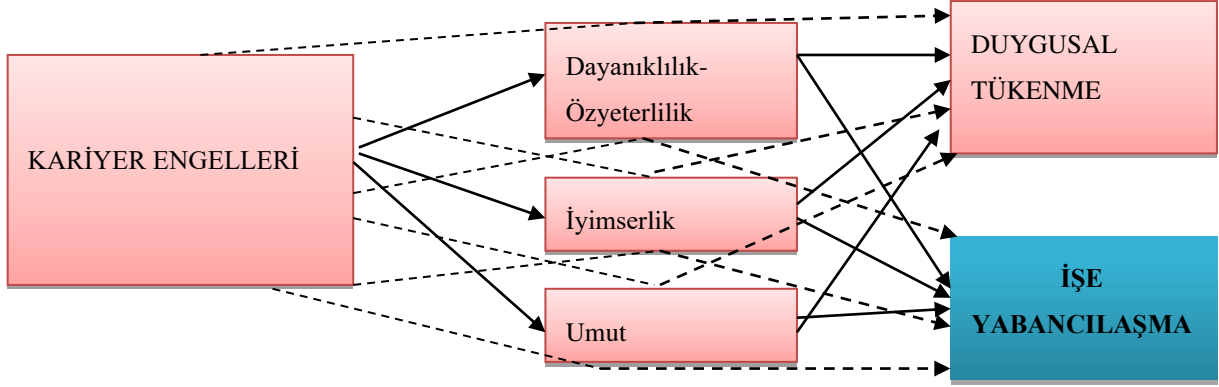 KARİYER ENGELLERİ
Dayanıklılık-
Özyeterlilik
İyimserlik
Umut
DUYGUSAL
TÜKENME
İŞE
YABANCILAŞMA